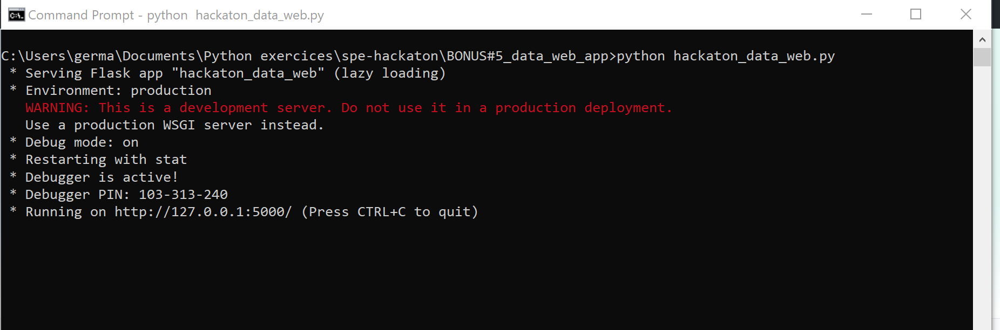 Command Prompt - python  hackaton_data_web.py
C:\Users\germa\Documents\Python exercices\spe-hackaton\BONUS#5_data_web_app>python hackaton_data_web.py
 * Serving Flask app "hackaton_data_web" (lazy loading)
 * Environment: production
   WARNING: This is a development server. Do not use it in a production deployment.
   Use a production WSGI server instead.
 * Debug mode: on
 * Restarting with stat
 * Debugger is active!
 * Debugger PIN: 103-313-240
 * Running on http://127.0.0.1:5000/ (Press CTRL+C to quit)